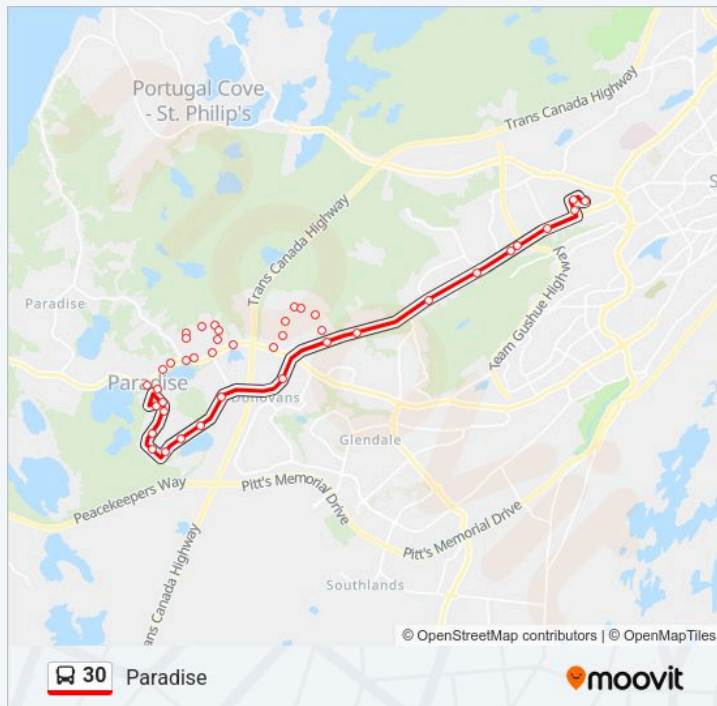 Portugal Cove
- St. Philip's
Trans Canada Highway
S
Trans Canada Highway
Paradise
Team Gushue Highway
Paradise
Donovans
Glendale
Peacekeepers Way
Pitt's Memorial Drive
Pitt's Memorial Drive
Trans Canada Highway
Southlands
© OpenStreetMap contributors | © OpenMapTiles
30 Paradise
moovit